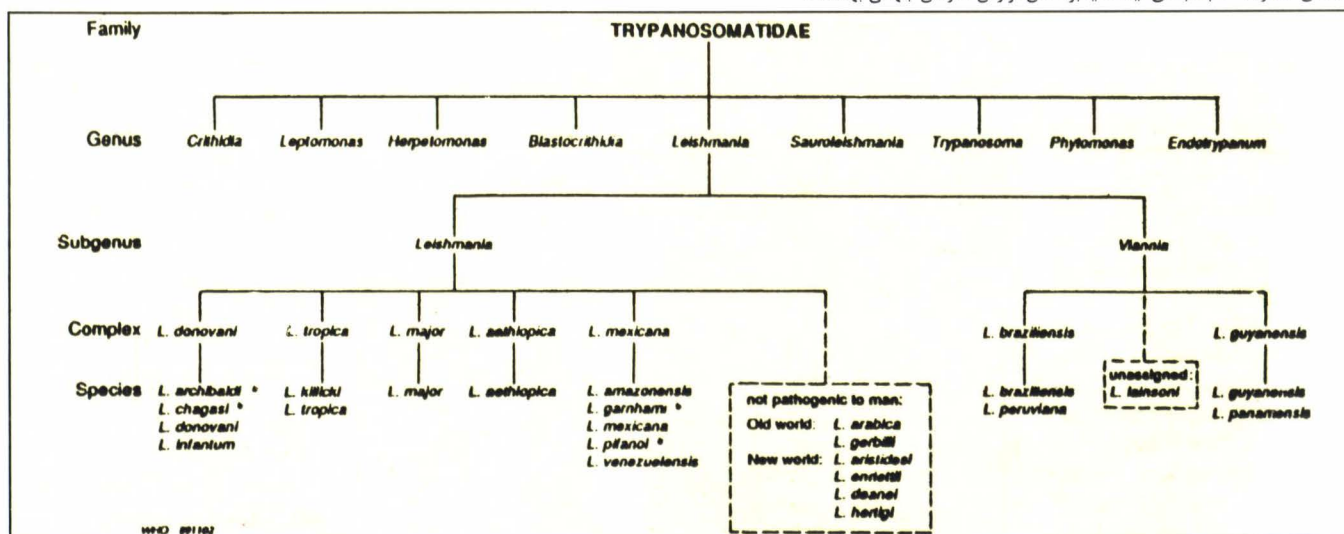 Family TRYPANOSOMATIDAE
Genus Crithidia Leptomonas Herpetomonas Blastocrithidia Leishmania Sauroleishmania Trypanosoma Phytomonas Endotrypanum
Subgenus Leishmania Viannia
Complex L. donovani L. tropica L. major L. aethiopica L. mexicana L. braziliensis L. guyanensis
Species L. archibaldi * L. killicki L. major L. aethiopica L. amazonensis L. braziliensis L. guyanensis
L. chagasi * L. tropica L. garnhami * L. peruviana L. panamensis
L. donovani L. mexicana
L. infantum L. pifanoi *
L. venezuelensis
not pathogenic to man:
Old world: L. arabica
L. gerbilli
New world: L. aristidesi
L. enriettii
L. deanei
L. hertigi
unassigned:
L. lainsoni
WHO 891102